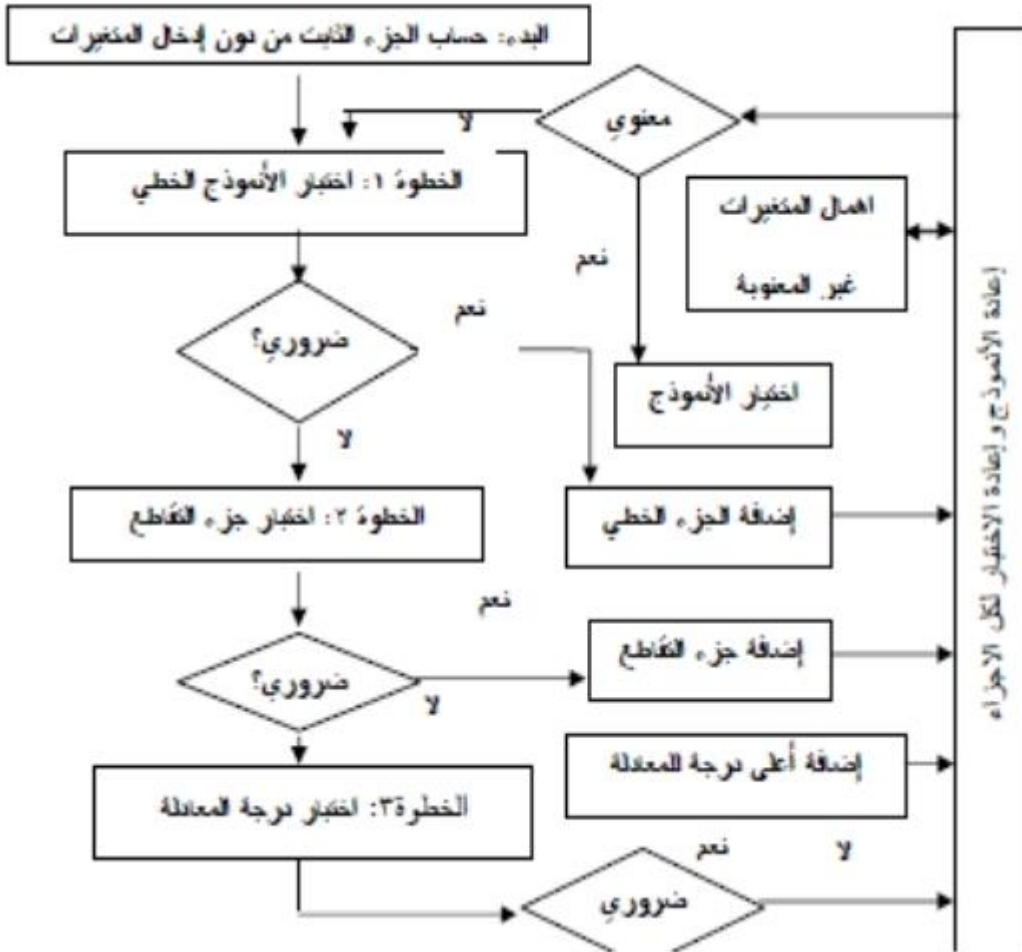 البدء: حساب الجزء الثابت من دون إدخال المتغيرات
معنوي
لا
الخطوة ١: اختبار الأنموذج الخطي
اهمال المتغيرات
غير المعنوية
نعم
ضروري؟
نعم
اختبار الأنموذج
لا
الخطوة ٢: اختبار جزء التقاطع
إضافة الجزء الخطي
نعم
إضافة جزء التقاطع
ضروري؟
لا
إضافة أعلى درجة للمعادلة
الخطوة٣: اختبار درجة المعادلة
نعم
لا
ضروري
إعادة الأنموذج وإعادة الاختبار لكل الاجزاء